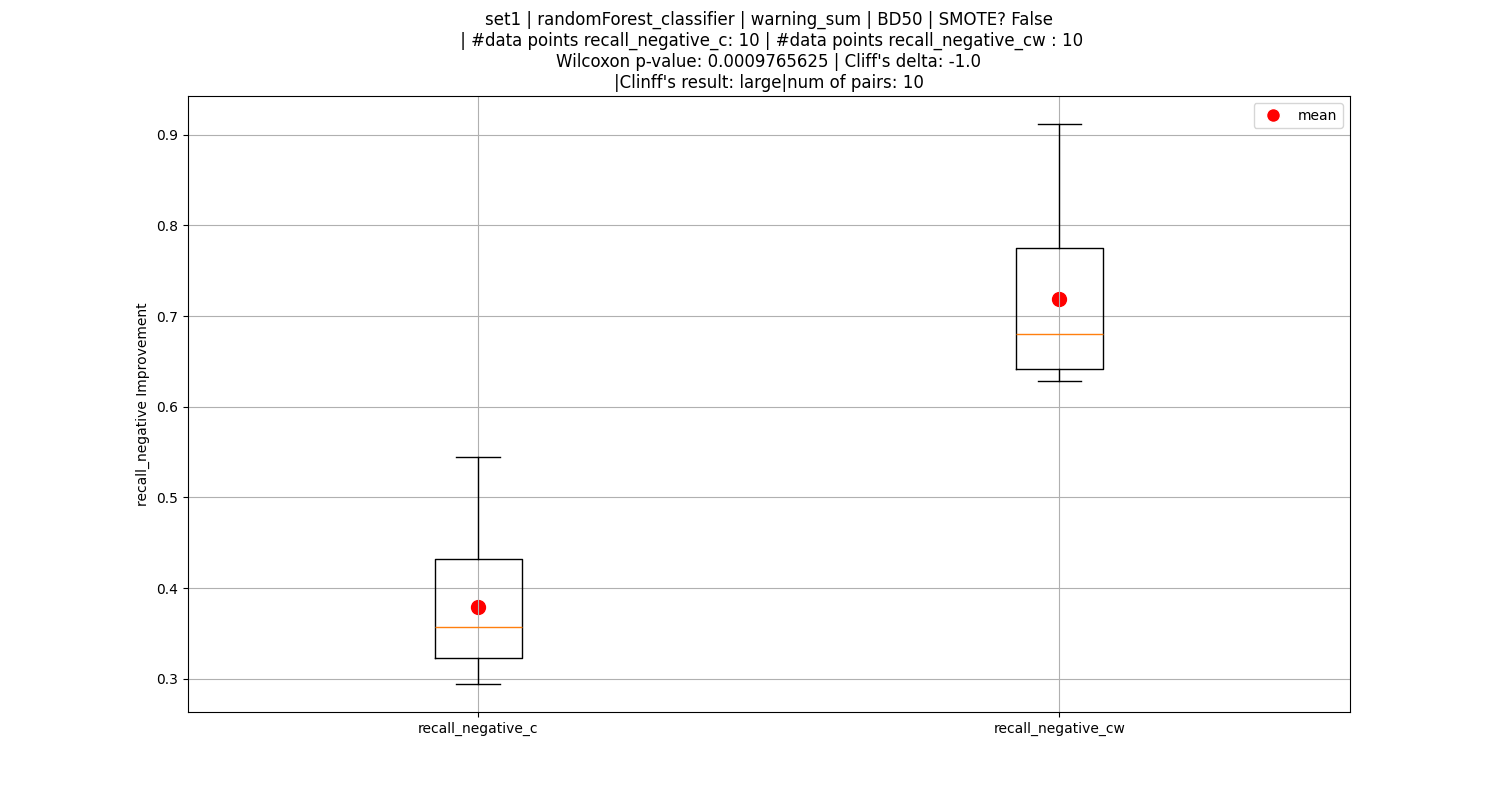 set1 | randomForest_classifier | warning_sum | BD50 | SMOTE? False
| #data points recall_negative_c: 10 | #data points recall_negative_cw : 10
Wilcoxon p-value: 0.0009765625 | Cliff's delta: -1.0
|Clinff's result: large|num of pairs: 10
mean
0.9
0.8
0.7
0.6
0.5
0.4
0.3
recall_negative Improvement
recall_negative_c
recall_negative_cw